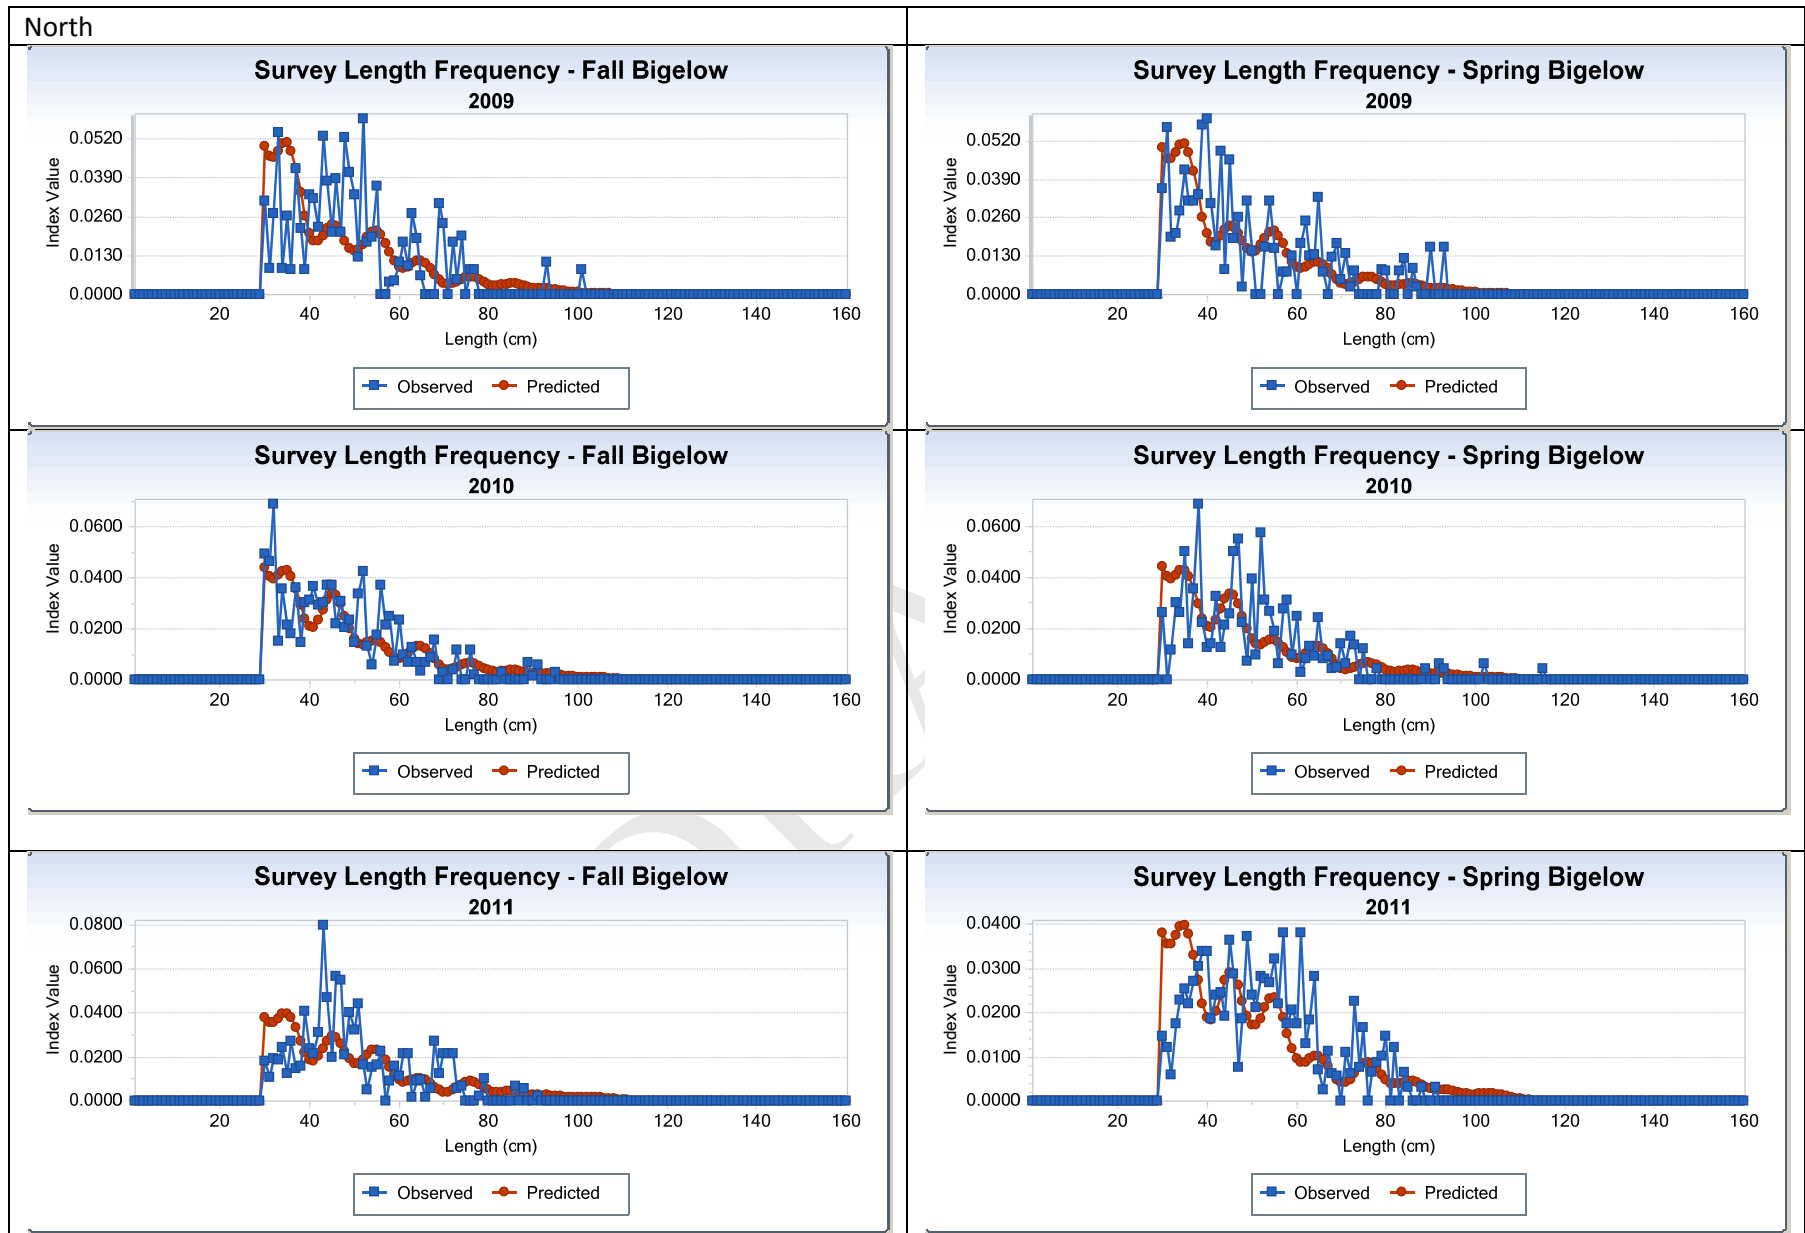 North
Survey Length Frequency - Fall Bigelow
2009
Index Value
0.0520
0.0390
0.0260
0.0130
0.0000
20 40 60 80 100 120 140 160
Length (cm)
Observed Predicted
Survey Length Frequency - Spring Bigelow
2009
Index Value
0.0520
0.0390
0.0260
0.0130
0.0000
20 40 60 80 100 120 140 160
Length (cm)
Observed Predicted
Survey Length Frequency - Fall Bigelow
2010
Index Value
0.0600
0.0400
0.0200
0.0000
20 40 60 80 100 120 140 160
Length (cm)
Observed Predicted
Survey Length Frequency - Spring Bigelow
2010
Index Value
0.0600
0.0400
0.0200
0.0000
20 40 60 80 100 120 140 160
Length (cm)
Observed Predicted
Survey Length Frequency - Fall Bigelow
2011
Index Value
0.0800
0.0600
0.0400
0.0200
0.0000
20 40 60 80 100 120 140 160
Length (cm)
Observed Predicted
Survey Length Frequency - Spring Bigelow
2011
Index Value
0.0400
0.0300
0.0200
0.0100
0.0000
20 40 60 80 100 120 140 160
Length (cm)
Observed Predicted